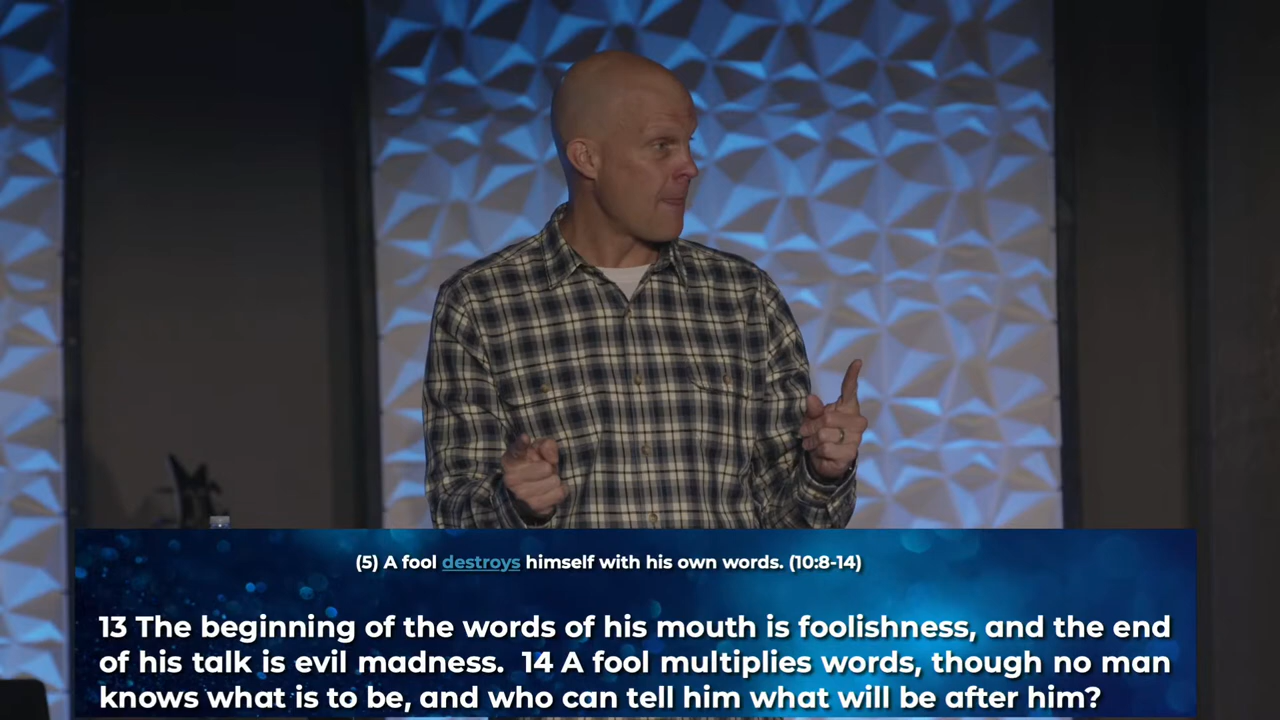 (5) A fool destroys himself with his own words. (10:8-14)
13 The beginning of the words of his mouth is foolishness, and the end
of his talk is evil madness.  14 A fool multiplies words, though no man
knows what is to be, and who can tell him what will be after him?